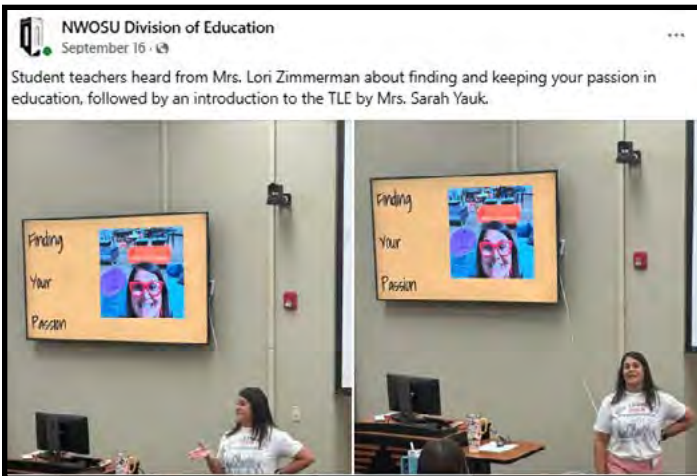 NWOSU Division of Education
September 16 ·
Student teachers heard from Mrs. Lori Zimmerman about finding and keeping your passion in
education, followed by an introduction to the TLE by Mrs. Sarah Yauk.
Finding
Your
Passion
Finding
Your
Passion